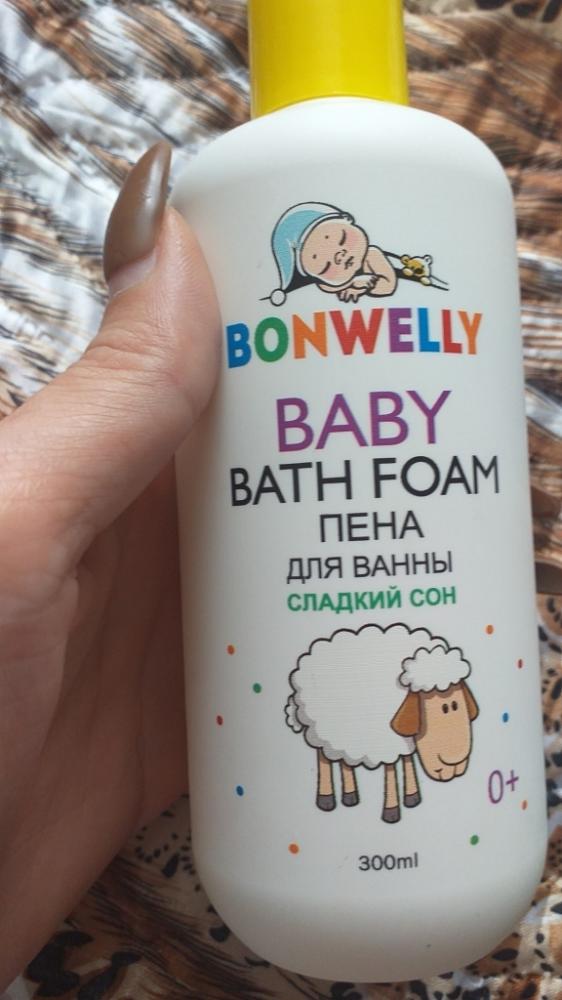 BONWELLY
BABY
BATH FOAM
ПЕНА
ДЛЯ ВАННЫ
СЛАДКИЙ СОН
0+
300ml